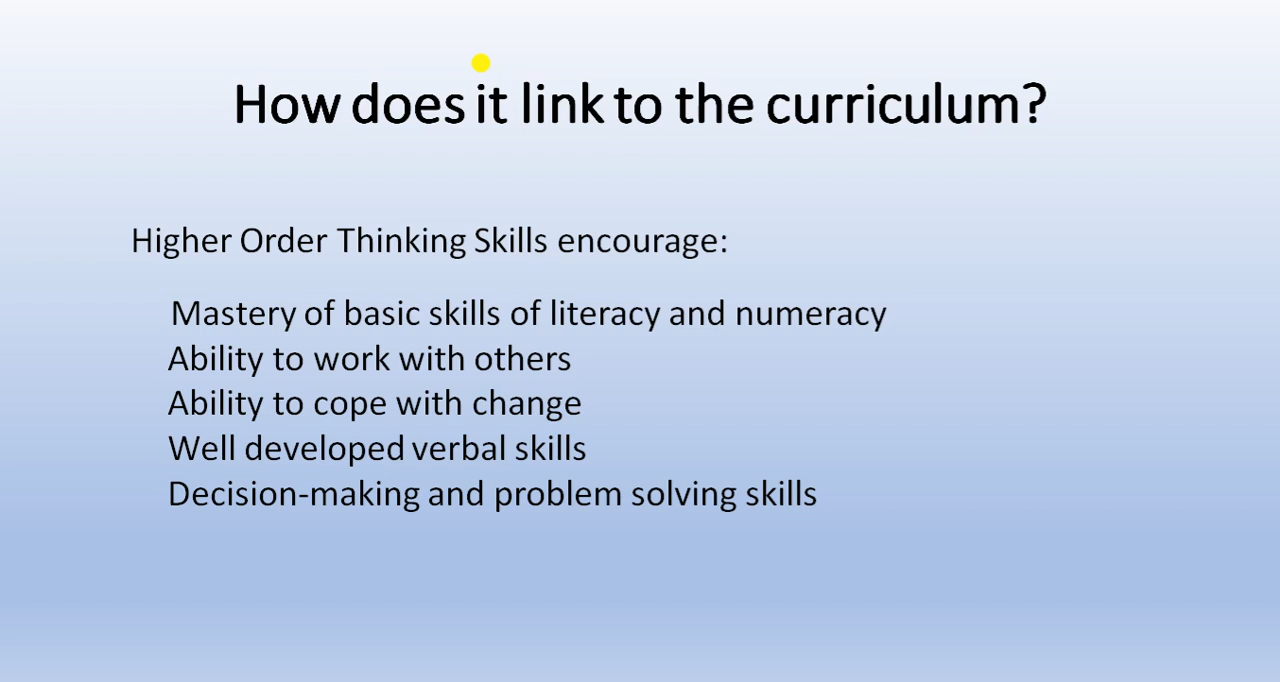 How does it link to the curriculum?
Higher Order Thinking Skills encourage:
Mastery of basic skills of literacy and numeracy
Ability to work with others
Ability to cope with change
Well developed verbal skills
Decision-making and problem solving skills